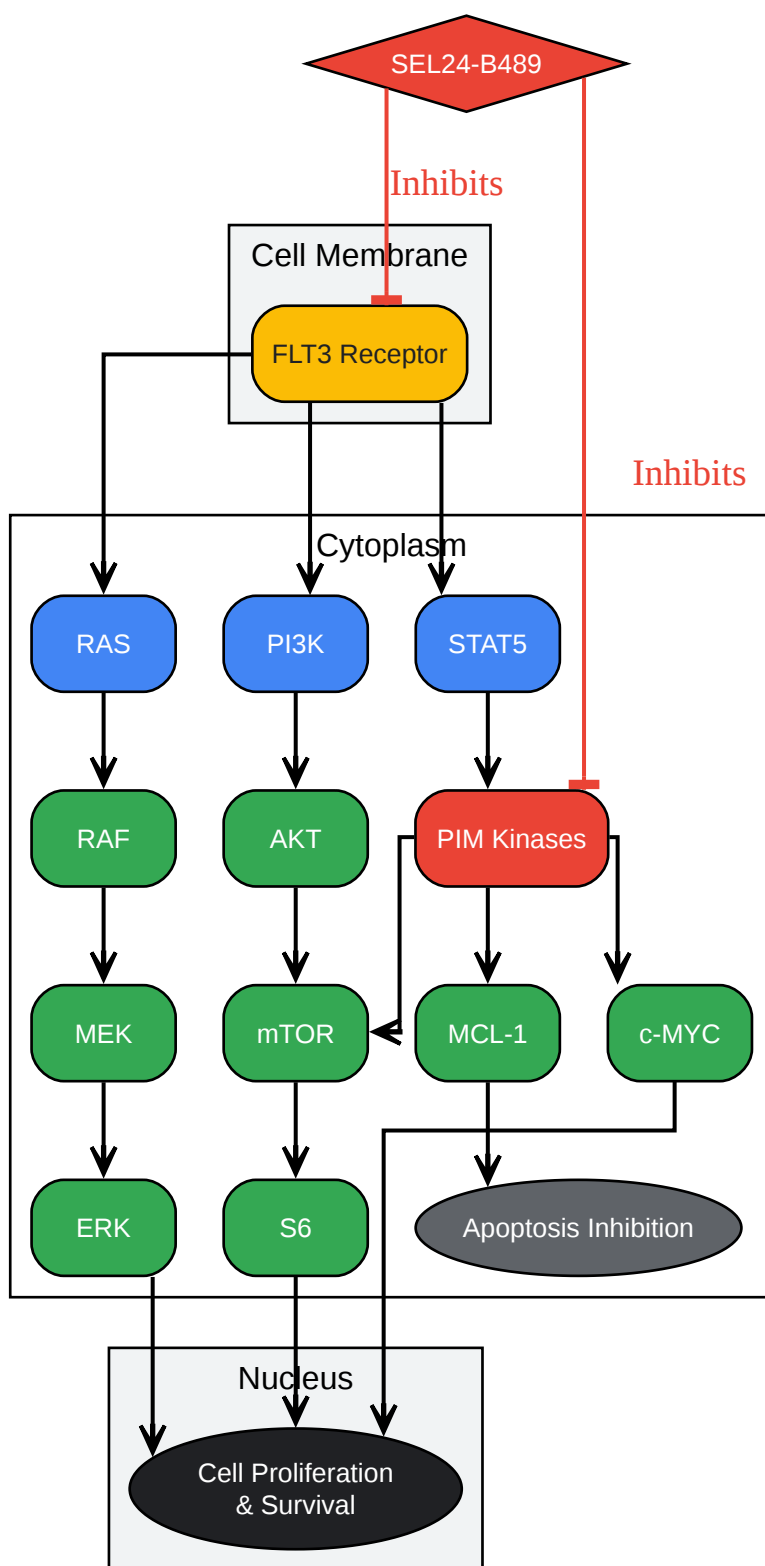 SEL24-B489
Inhibits
Cell Membrane
FLT3 Receptor
Inhibits
Cytoplasm
RAS
PI3K
STAT5
RAF
AKT
PIM Kinases
MEK
mTOR
MCL-1
c-MYC
ERK
S6
Apoptosis Inhibition
Nucleus
Cell Proliferation
& Survival